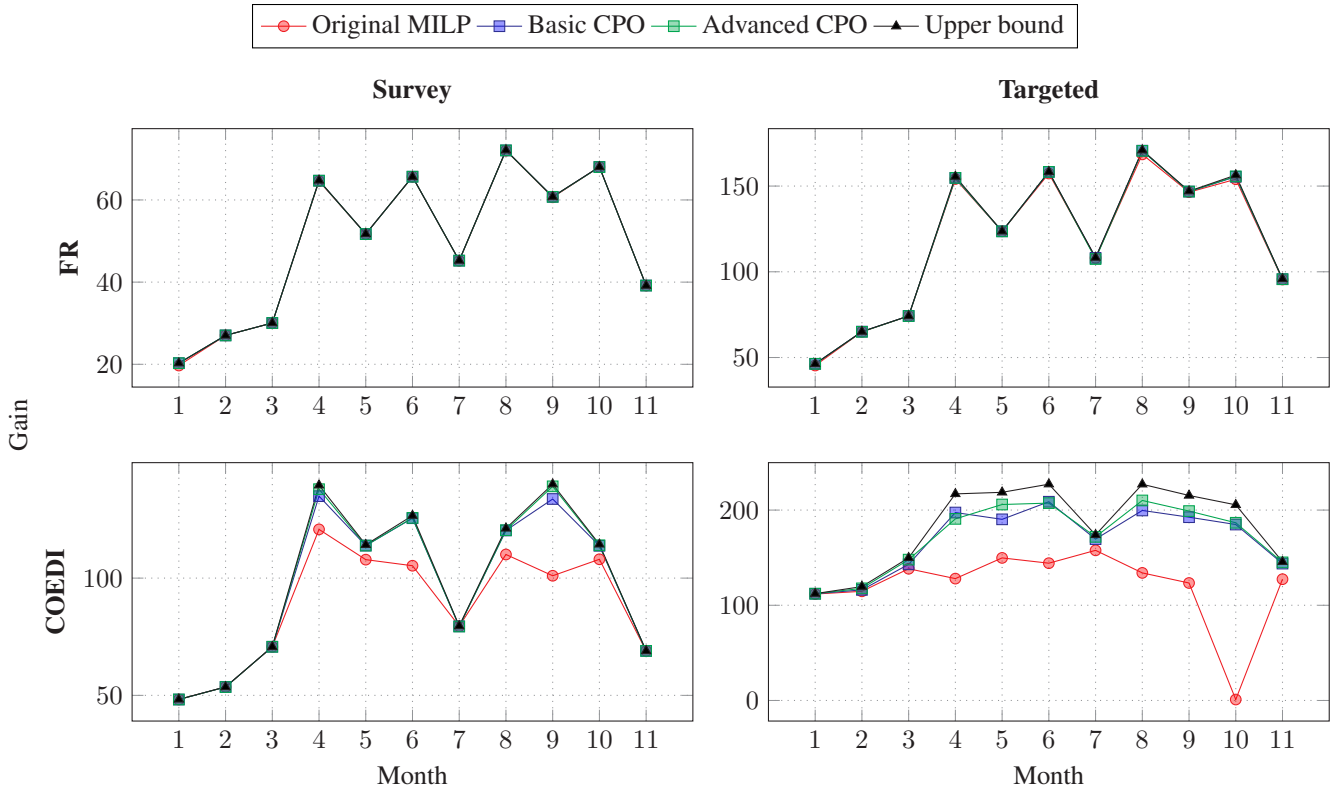 Original MILP Basic CPO Advanced CPO Upper bound
Survey
Targeted
FR
60
40
20
1 2 3 4 5 6 7 8 9 10 11
150
100
50
1 2 3 4 5 6 7 8 9 10 11
Gain
COEDI
100
50
1 2 3 4 5 6 7 8 9 10 11
Month
200
100
0
1 2 3 4 5 6 7 8 9 10 11
Month